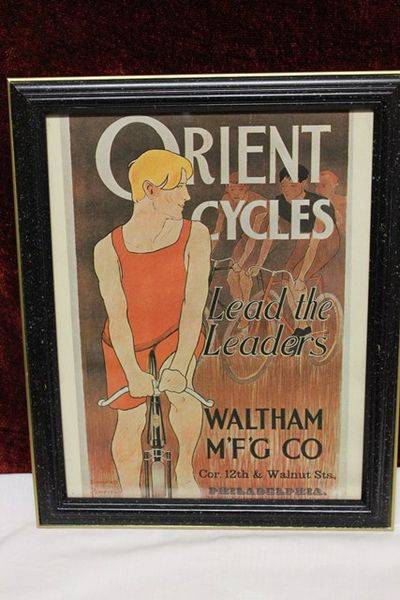 ORIENT
CYCLES
Lead the
Leaders
WALTHAM
M'F'G CO
Cor. 12th & Walnut Sts.
PHILADELPHIA.